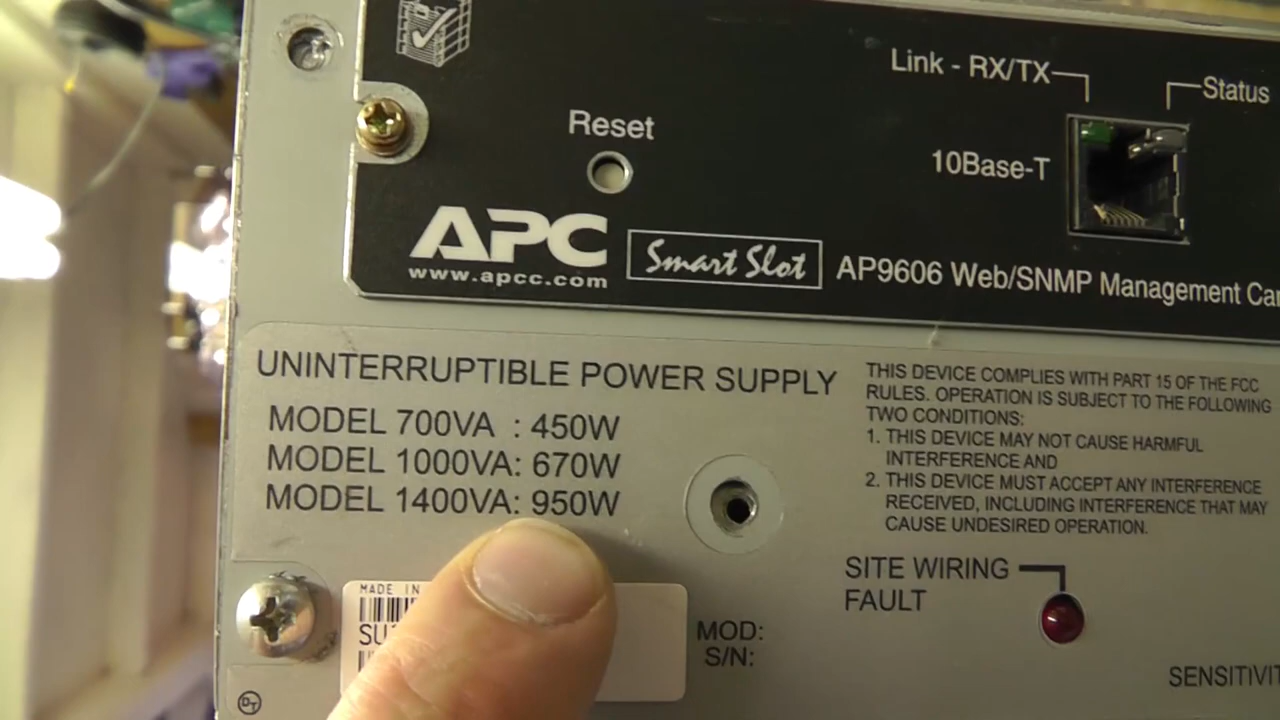 Link - RX/TX
Status
Reset
10Base-T
APC
www.apcc.com
Smart Slot
AP9606 Web/SNMP Management
UNINTERRUPTIBLE POWER SUPPLY
MODEL 700VA : 450W
MODEL 1000VA: 670W
MODEL 1400VA: 950W
THIS DEVICE COMPLIES WITH PART 15 OF THE FCC
RULES. OPERATION IS SUBJECT TO THE FOLLOWING
TWO CONDITIONS:
1. THIS DEVICE MAY NOT CAUSE HARMFUL
INTERFERENCE AND
2. THIS DEVICE MUST ACCEPT ANY INTERFERENCE
RECEIVED, INCLUDING INTERFERENCE THAT MAY
CAUSE UNDESIRED OPERATION.
SITE WIRING
FAULT
MADE IN
MOD:
S/N: